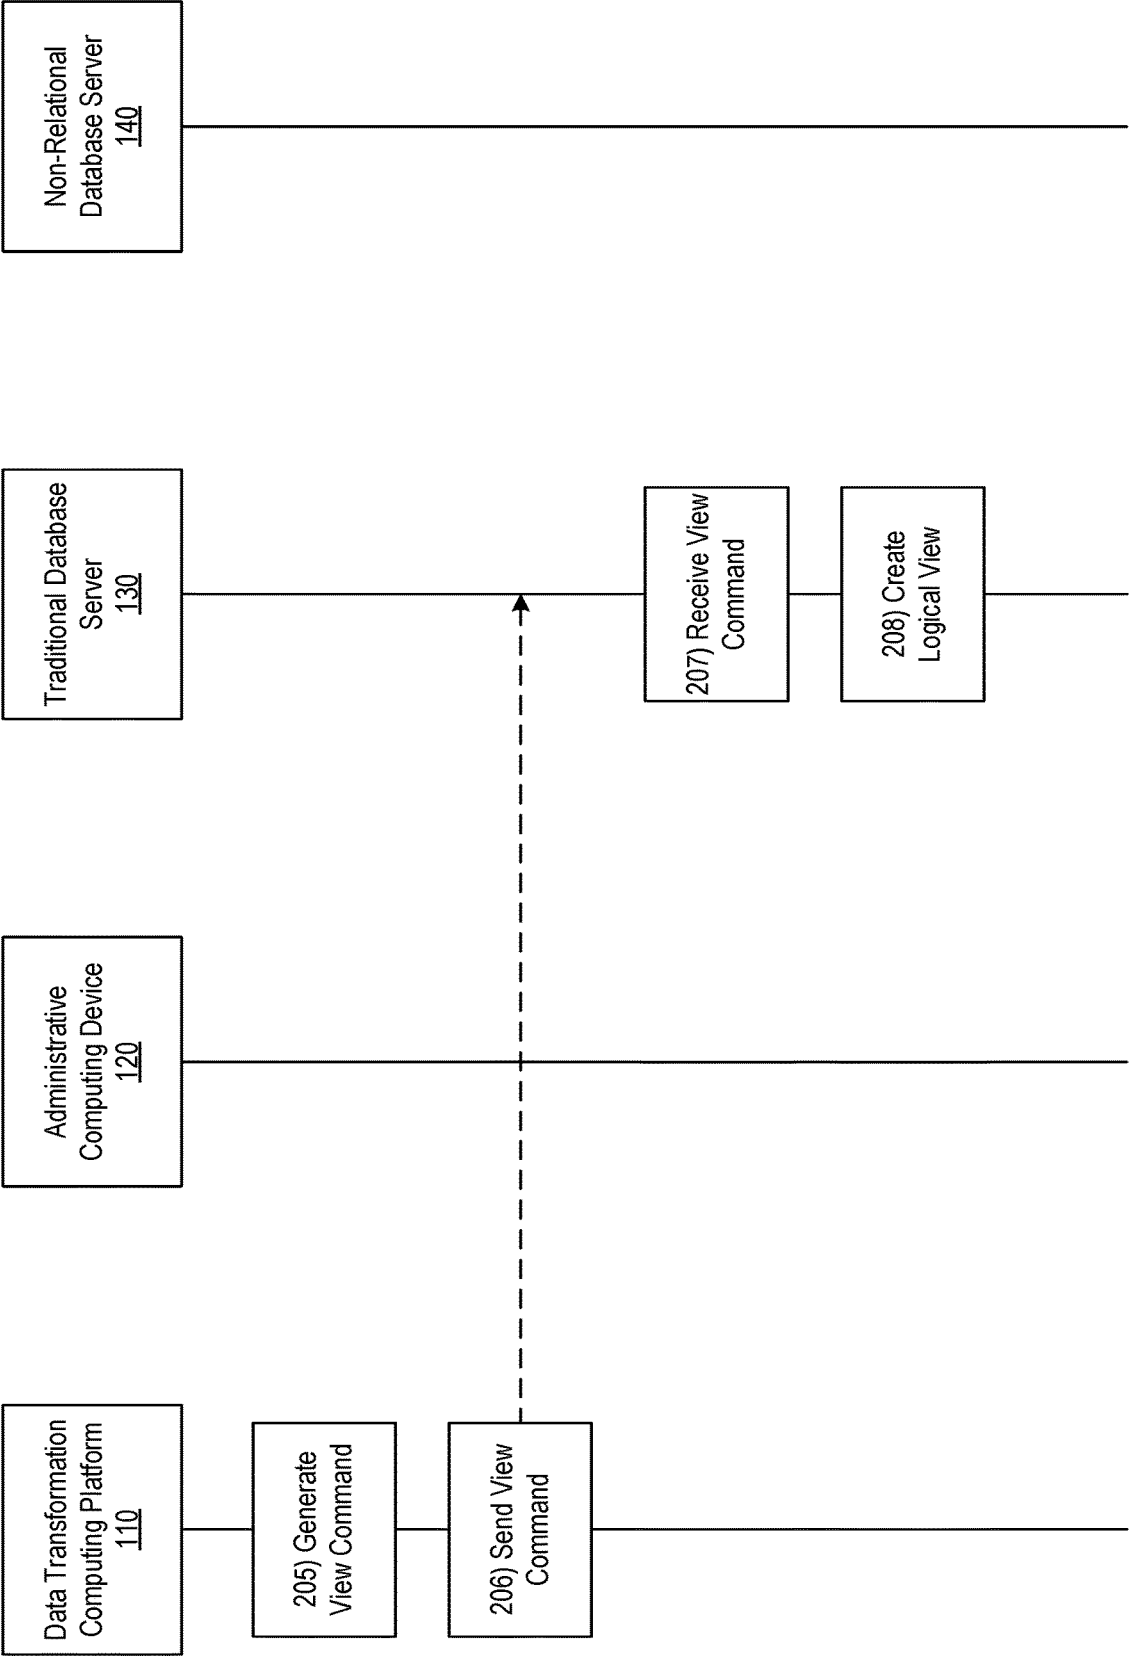 Data Transformation
Computing Platform
110
Administrative
Computing Device
120
Traditional Database
Server
130
Non-Relational
Database Server
140
205) Generate
View Command
206) Send View
Command
207) Receive View
Command
208) Create
Logical View